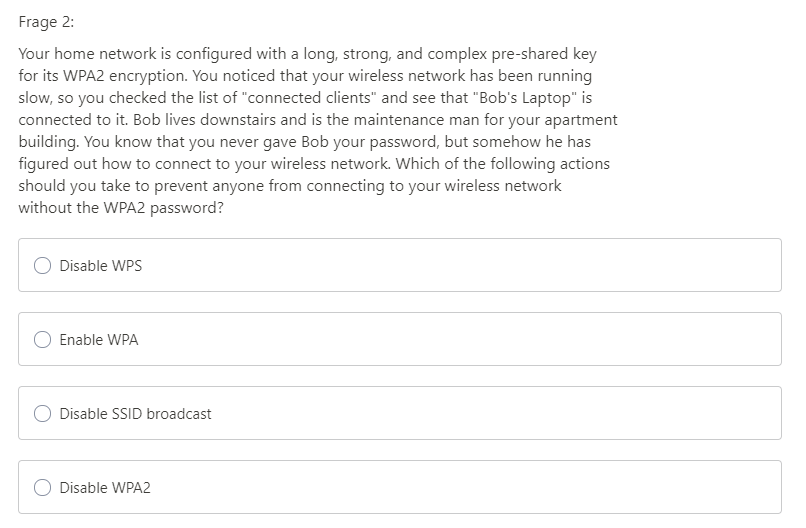 Frage 2:
Your home network is configured with a long, strong, and complex pre-shared key
for its WPA2 encryption. You noticed that your wireless network has been running
slow, so you checked the list of "connected clients" and see that "Bob's Laptop" is
connected to it. Bob lives downstairs and is the maintenance man for your apartment
building. You know that you never gave Bob your password, but somehow he has
figured out how to connect to your wireless network. Which of the following actions
should you take to prevent anyone from connecting to your wireless network
without the WPA2 password?
Disable WPS
Enable WPA
Disable SSID broadcast
Disable WPA2